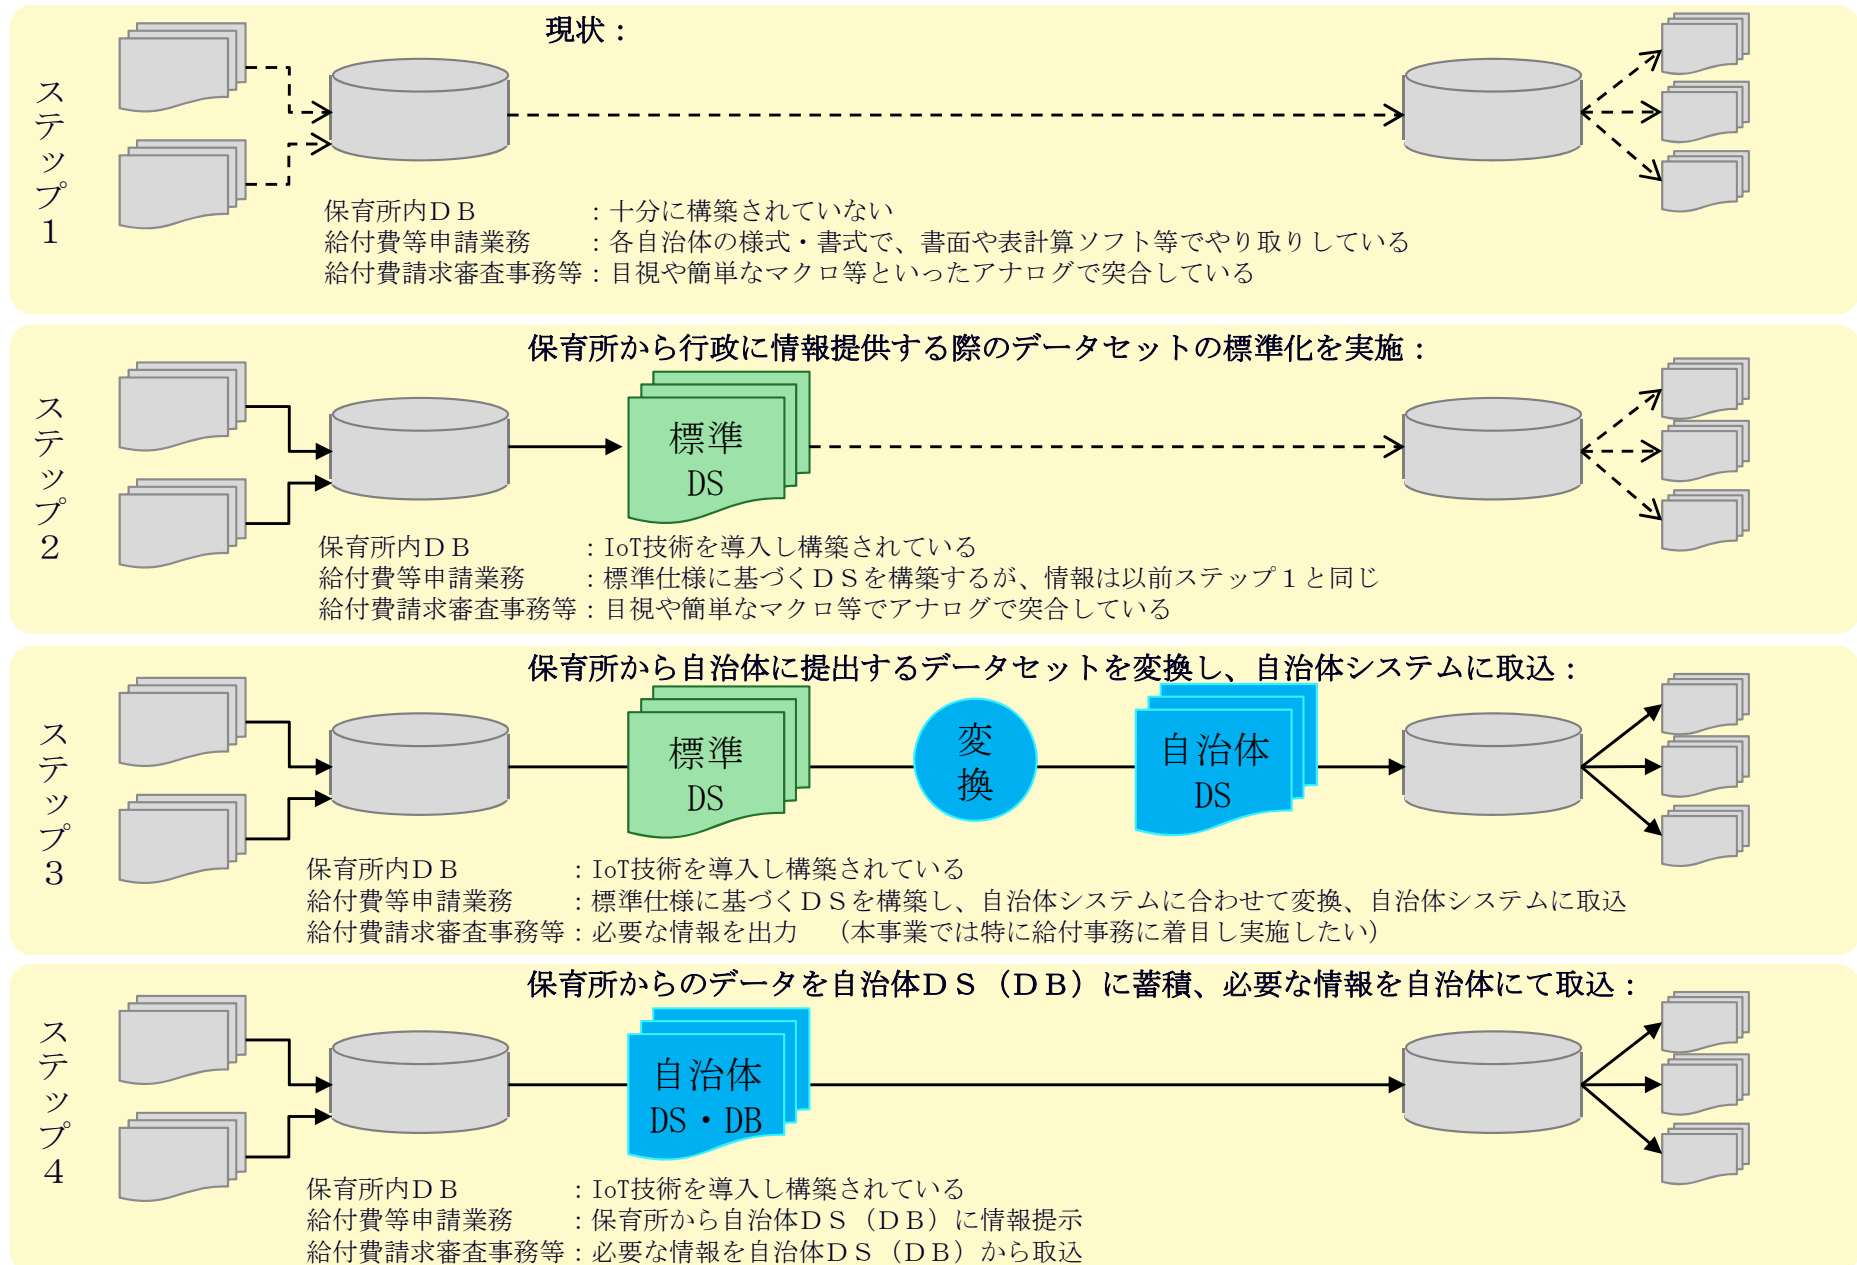 現状：
ステップ１
保育所内ＤＢ　　　　：十分に構築されていない
給付費等申請業務　　：各自治体の様式・書式で、書面や表計算ソフト等でやり取りしている
給付費請求審査事務等：目視や簡単なマクロ等といったアナログで突合している
保育所から行政に情報提供する際のデータセットの標準化を実施：
ステップ２
標準
DS
保育所内ＤＢ　　　　：IoT技術を導入し構築されている
給付費等申請業務　　：標準仕様に基づくＤＳを構築するが、情報は以前ステップ１と同じ
給付費請求審査事務等：目視や簡単なマクロ等でアナログで突合している
保育所から自治体に提出するデータセットを変換し、自治体システムに取込：
ステップ３
標準
DS
変
換
自治体
DS
保育所内ＤＢ　　　　：IoT技術を導入し構築されている
給付費等申請業務　　：標準仕様に基づくＤＳを構築し、自治体システムに合わせて変換、自治体システムに取込
給付費請求審査事務等：必要な情報を出力　（本事業では特に給付事務に着目し実施したい）
保育所からのデータを自治体ＤＳ（ＤＢ）に蓄積、必要な情報を自治体にて取込：
ステップ４
自治体
DS・DB
保育所内ＤＢ　　　　：IoT技術を導入し構築されている
給付費等申請業務　　：保育所から自治体ＤＳ（ＤＢ）に情報提示
給付費請求審査事務等：必要な情報を自治体ＤＳ（ＤＢ）から取込